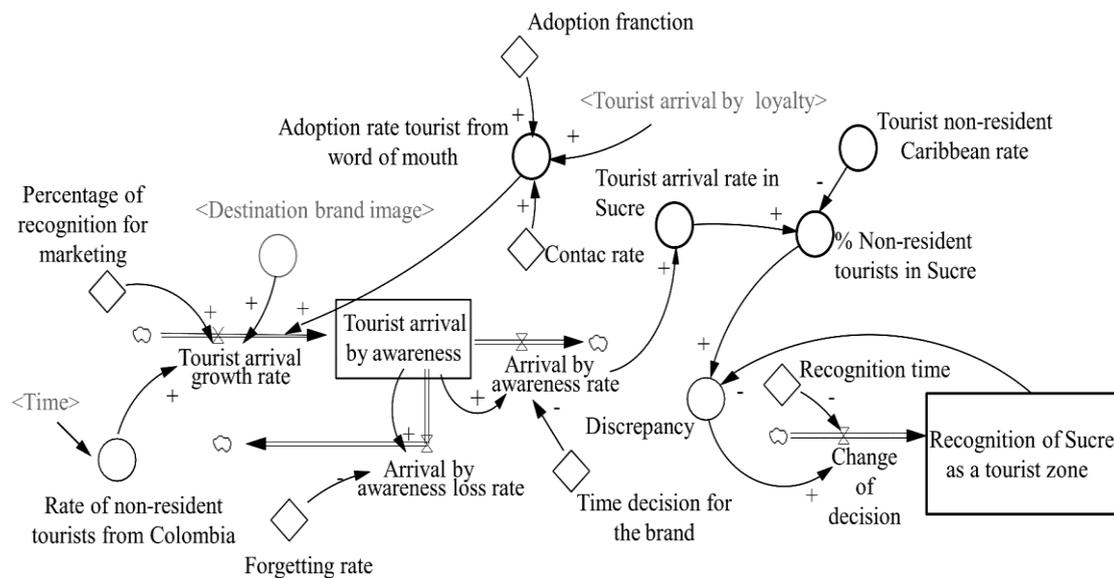 Adoption franction
<Tourist arrival by loyalty>
Adoption rate tourist from
word of mouth
Tourist non-resident
Caribbean rate
Tourist arrival rate in
Sucre
Percentage of
recognition for
marketing
<Destination brand image>
Contac rate
% Non-resident
tourists in Sucre
Tourist arrival
by awareness
Tourist arrival
growth rate
Arrival by
awareness rate
Recognition time
<Time>
Discrepancy
Recognition of Sucre
as a tourist zone
Change
of
decision
Arrival by
awareness loss rate
Rate of non-resident
tourists from Colombia
Time decision for
the brand
Forgetting rate
+
+
+
+
+
+
+
+
+
+
+
+
+
+
-
-
-
-
-